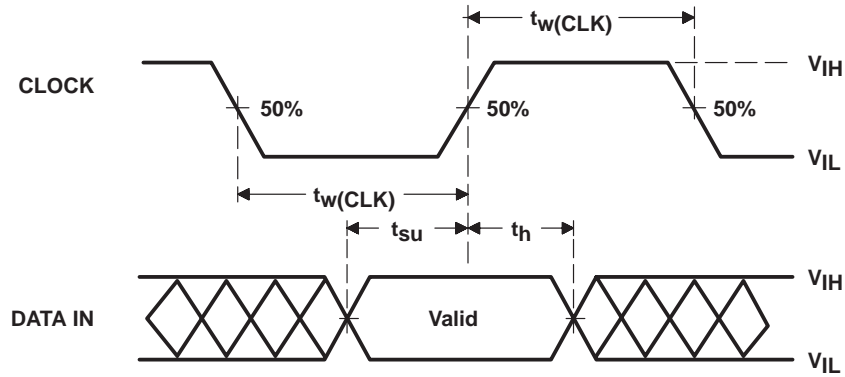 tw(CLK)
VIH
CLOCK
50%
50%
50%
VIL
tw(CLK)
tsu
th
VIH
DATA IN
Valid
VIL